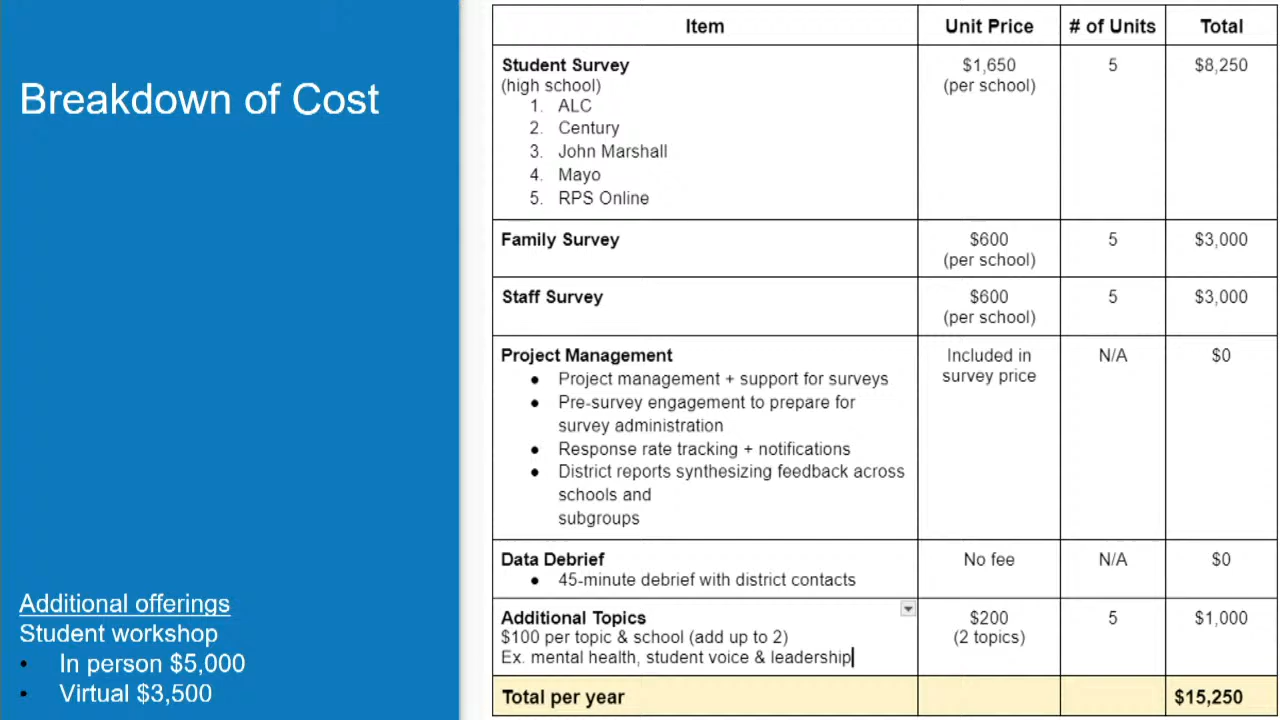 Breakdown of Cost
Additional offerings
Student workshop
• In person $5,000
• Virtual $3,500
Item Unit Price # of Units Total
Student Survey $1,650 5 $8,250
(high school) (per school)
1. ALC
2. Century
3. John Marshall
4. Mayo
5. RPS Online
Family Survey $600 5 $3,000
(per school)
Staff Survey $600 5 $3,000
(per school)
Project Management Included in N/A $0
survey price
● Project management + support for surveys
● Pre-survey engagement to prepare for
survey administration
● Response rate tracking + notifications
● District reports synthesizing feedback across
schools and
subgroups
Data Debrief No fee N/A $0
● 45-minute debrief with district contacts
Additional Topics $200 5 $1,000
$100 per topic & school (add up to 2) (2 topics)
Ex. mental health, student voice & leadership
Total per year $15,250